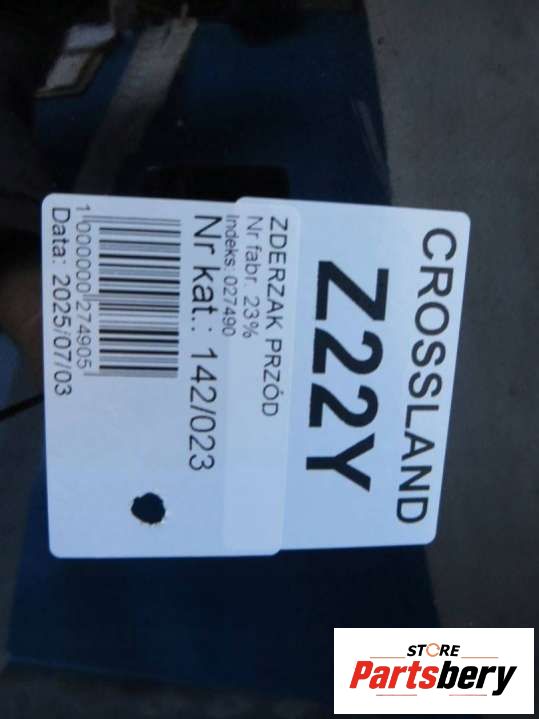 CROSSLAND
Z22Y
ZDERZAK PRZÓD
Nr fabr. 23%
Indeks: 027490
Nr kat.: 142/023
1000000274905
Data: 2025/07/03
STORE
Partsbery